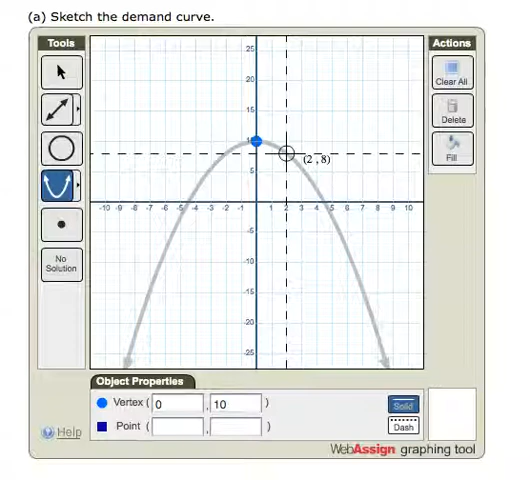 (a) Sketch the demand curve.
Tools
Actions
Clear All
Delete
Fill
No
Solution
25
20
15
5
-5
-10
-15
-20
-25
-10 -9 -8 -7 -6 -5 -4 -3 -2 -1 1 2 3 4 5 6 7 8 9 10
(2 , 8)
Object Properties
Vertex ( 0 , 10 )
Point ( , )
Solid
Dash
Help
WebAssign graphing tool